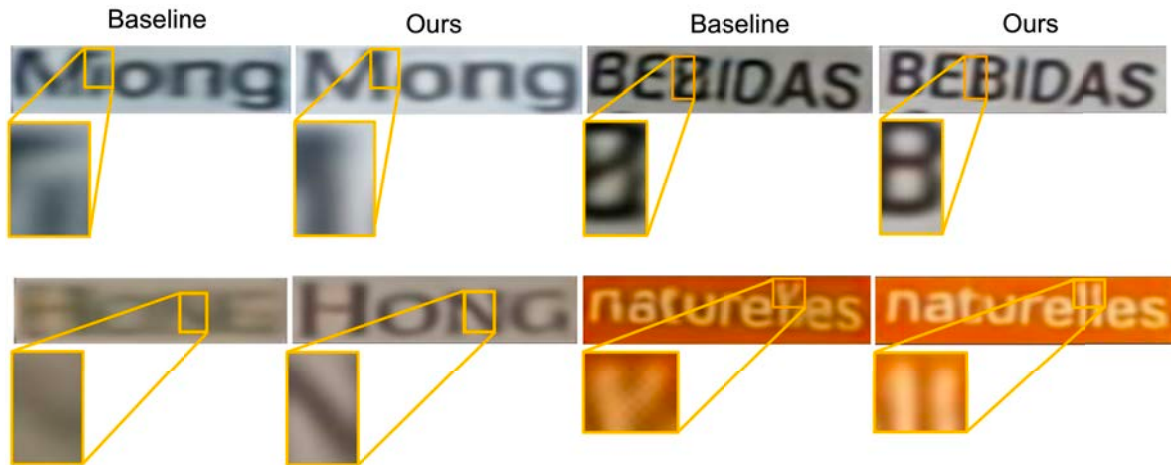 Baseline Ours Baseline Ours
Mong Mong BEBIDAS BEBIDAS
HONG naturelles naturelles